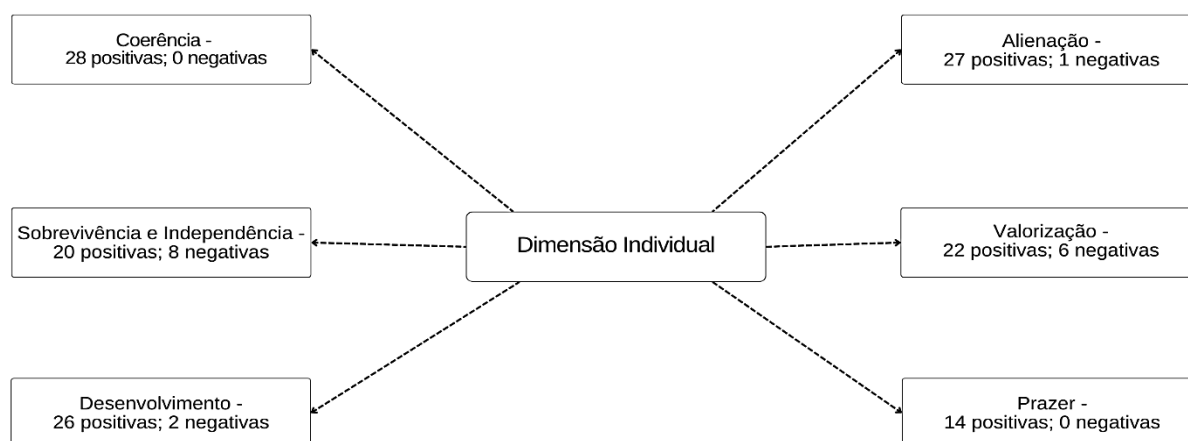 Coerência -
28 positivas; 0 negativas
Alienação -
27 positivas; 1 negativas
Sobrevivência e Independência -
20 positivas; 8 negativas
Dimensão Individual
Valorização -
22 positivas; 6 negativas
Desenvolvimento -
26 positivas; 2 negativas
Prazer -
14 positivas; 0 negativas